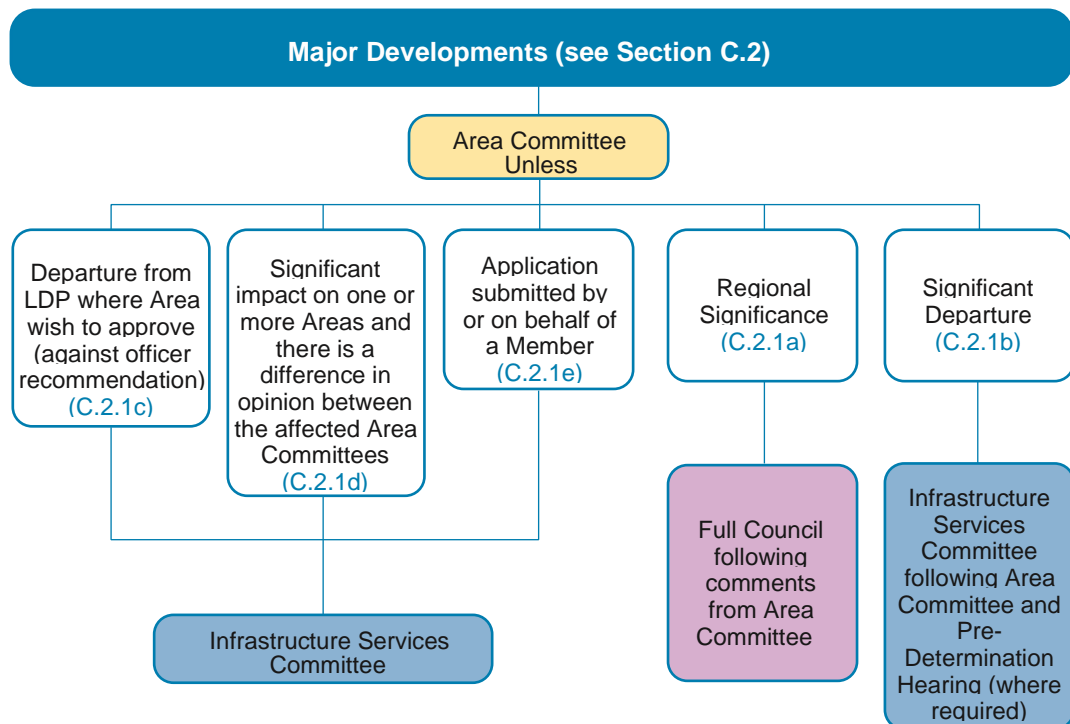 Major Developments (see Section C.2)
Area Committee
Unless
Departure from
LDP where Area
wish to approve
(against officer
recommendation)
(C.2.1c)
Significant
impact on one or
more Areas and
there is a
difference in
opinion between
the affected Area
Committees
(C.2.1d)
Application
submitted by
or on behalf of
a Member
(C.2.1e)
Regional
Significance
(C.2.1a)
Significant
Departure
(C.2.1b)
Infrastructure Services
Committee
Full Council
following
comments
from Area
Committee
Infrastructure
Services
Committee
following Area
Committee and
Pre-
Determination
Hearing (where
required)